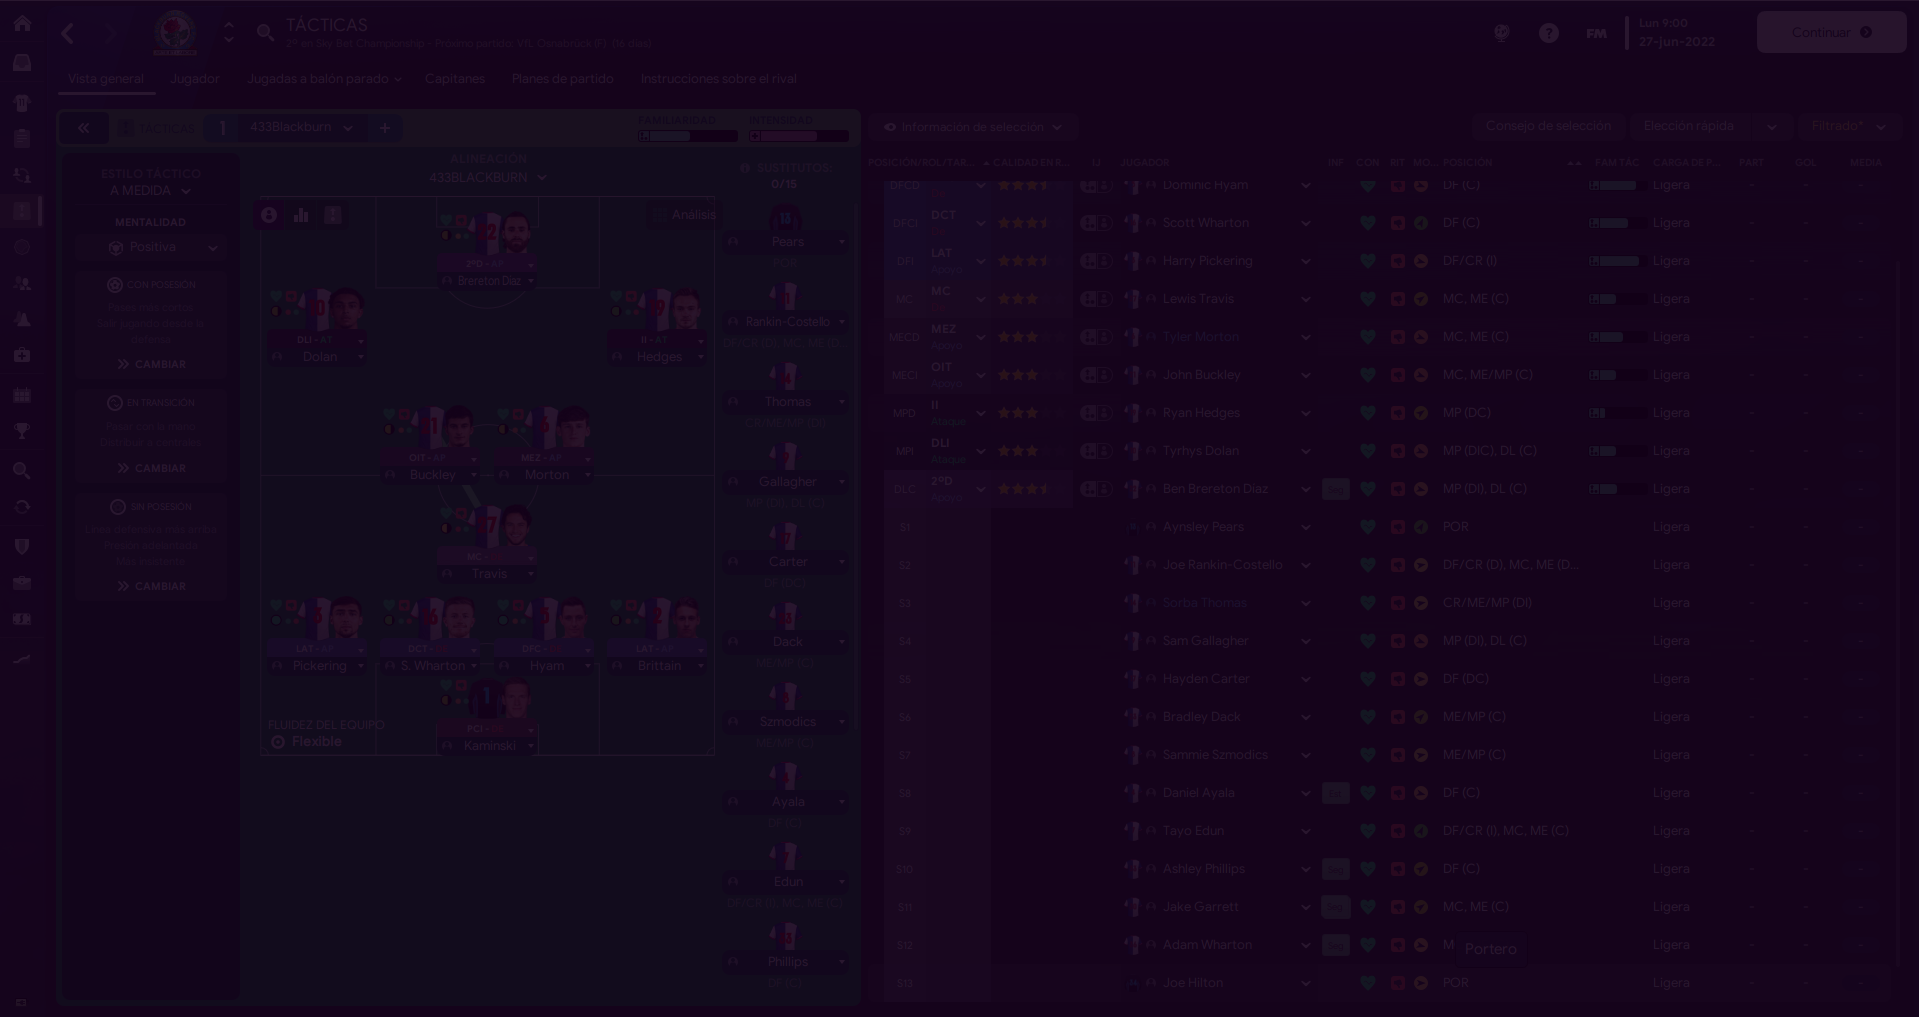 TÁCTICAS
2º en Sky Bet Championship - Próximo partido: VfL Osnabrück (F) (16 días)
FM
Lun 9:00
27-jun-2022
Continuar
Vista general
Jugador
Jugadas a balón parado
Capitanes
Planes de partido
Instrucciones sobre el rival
TÁCTICAS
1
433Blackburn
FAMILIARIDAD
INTENSIDAD
ESTILO TÁCTICO
A MEDIDA
MENTALIDAD
Positiva
CON POSESIÓN
CAMBIAR
EN TRANSICIÓN
CAMBIAR
SIN POSESIÓN
CAMBIAR
ALINEACIÓN
433BLACKBURN
Análisis
2ºD - AP
Brereton Díaz
DLI - AT
Dolan
II - AT
Hedges
OIT - AP
Buckley
MEZ - AP
Morton
MC -
Travis
LAT - AP
Pickering
DCT -
S. Wharton
DFC -
Hyam
LAT - AP
Brittain
PCI -
Kaminski
FLUIDEZ DEL EQUIPO
Flexible
SUSTITUTOS:
0/15
Pears
POR
Rankin-Costello
DF/CR (D), MC, ME (D...
Thomas
CR/ME/MP (DI)
Gallagher
MP (DI), DL (C)
Carter
DF (DC)
Dack
ME/MP (C)
Szmodics
ME/MP (C)
Ayala
DF (C)
Edun
DF/CR (I), MC, ME (C)
Phillips
DF (C)
Información de selección
Consejo de selección
Elección rápida
Filtrado*
POSICIÓN/ROL/TAR... CALIDAD EN R... IJ JUGADOR INF CON RIT MO... POSICIÓN FAM TÁC CARGA DE P... PART GOL MEDIA
DFCD Dominic Hyam DF (C) Ligera - - -
DFCI DCT Scott Wharton DF (C) Ligera - - -
DFI LAT Apoyo Harry Pickering DF/CR (I) Ligera - - -
MC MC Lewis Travis MC, ME (C) Ligera - - -
MECD MEZ Apoyo Tyler Morton MC, ME (C) Ligera - - -
MECI OIT Apoyo John Buckley MC, ME/MP (C) Ligera - - -
MPD II Ataque Ryan Hedges MP (DC) Ligera - - -
MPI DLI Ataque Tyrhys Dolan MP (DIC), DL (C) Ligera - - -
DLC 2ºD Apoyo Ben Brereton Díaz MP (DI), DL (C) Ligera - - -
S1 Aynsley Pears POR Ligera - - -
S2 Joe Rankin-Costello DF/CR (D), MC, ME (D... Ligera - - -
S3 Sorba Thomas CR/ME/MP (DI) Ligera - - -
S4 Sam Gallagher MP (DI), DL (C) Ligera - - -
S5 Hayden Carter DF (DC) Ligera - - -
S6 Bradley Dack ME/MP (C) Ligera - - -
S7 Sammie Szmodics ME/MP (C) Ligera - - -
S8 Daniel Ayala DF (C) Ligera - - -
S9 Tayo Edun DF/CR (I), MC, ME (C) Ligera - - -
S10 Ashley Phillips DF (C) Ligera - - -
S11 Jake Garrett MC, ME (C) Ligera - - -
S12 Adam Wharton M Ligera - - -
Portero
S13 Joe Hilton POR Ligera - - -